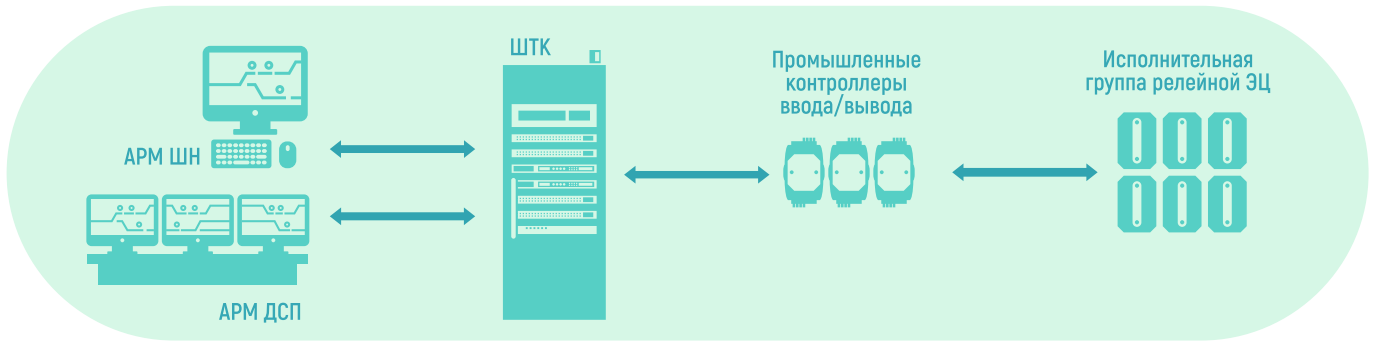 ШТК
Промышленные
контроллеры
ввода/вывода
Исполнительная
группа релейной ЭЦ
АРМ ШН
АРМ ДСП